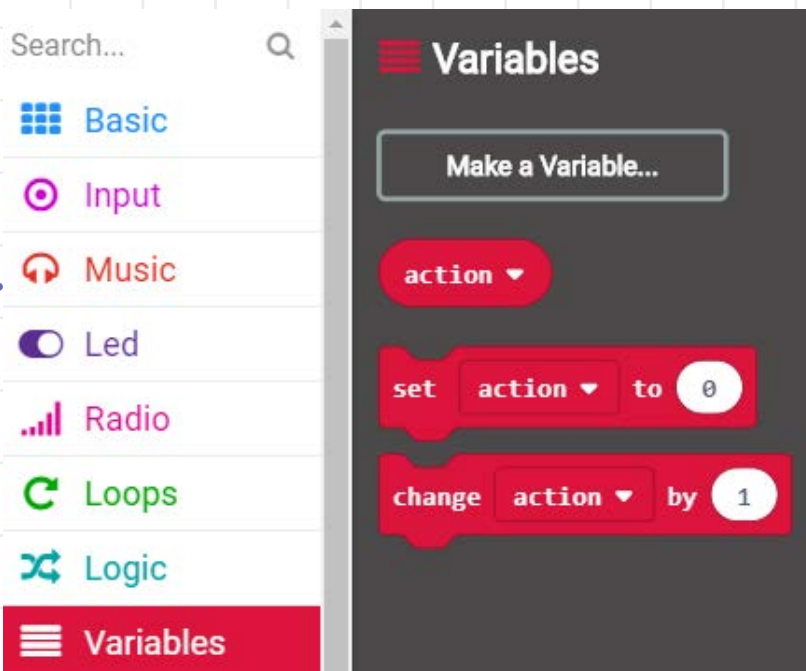 Search...
Basic
Input
Music
Led
Radio
Loops
Logic
Variables
Variables
Make a Variable...
action
set action to 0
change action by 1